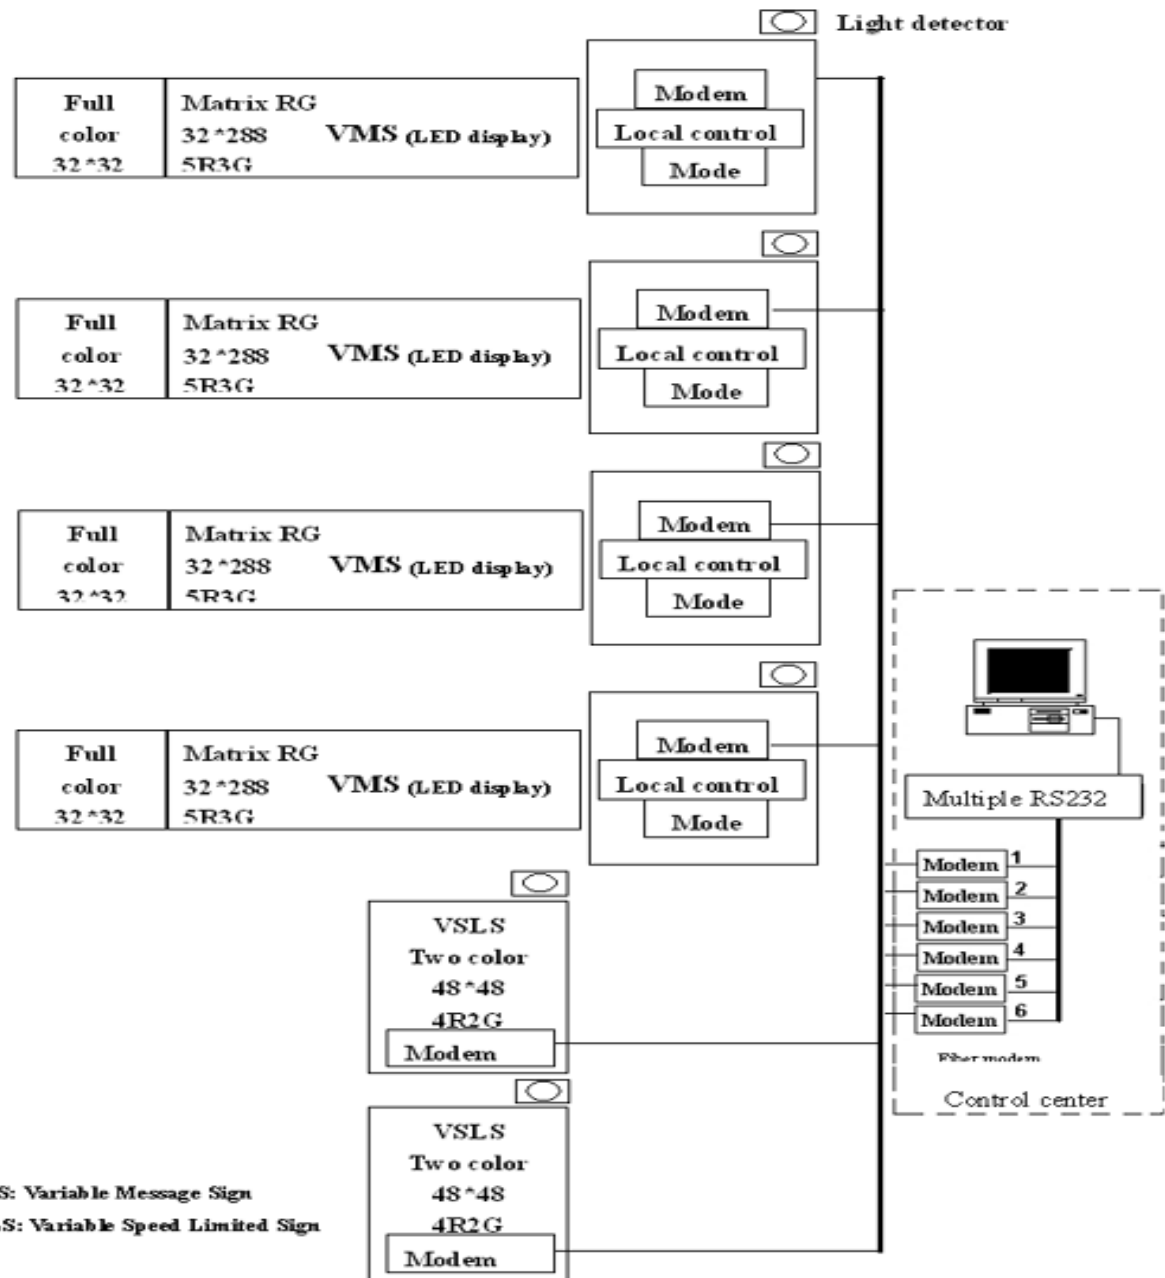 Light detector
Full
color
32*32
Matrix RG
32*288 VMS (LED display)
5R3G
Modem
Local control
Mode
Full
color
32*32
Matrix RG
32*288 VMS (LED display)
5R3G
Modem
Local control
Mode
Full
color
32*32
Matrix RG
32*288 VMS (LED display)
5R3G
Modem
Local control
Mode
Full
color
32*32
Matrix RG
32*288 VMS (LED display)
5R3G
Modem
Local control
Mode
Multiple RS232
Modem 1
Modem 2
Modem 3
Modem 4
Modem 5
Modem 6
Fiber modem
Control center
VSLS
Two color
48*48
4R2G
Modem
VSLS
Two color
48*48
4R2G
Modem
S: Variable Message Sign
S: Variable Speed Limited Sign